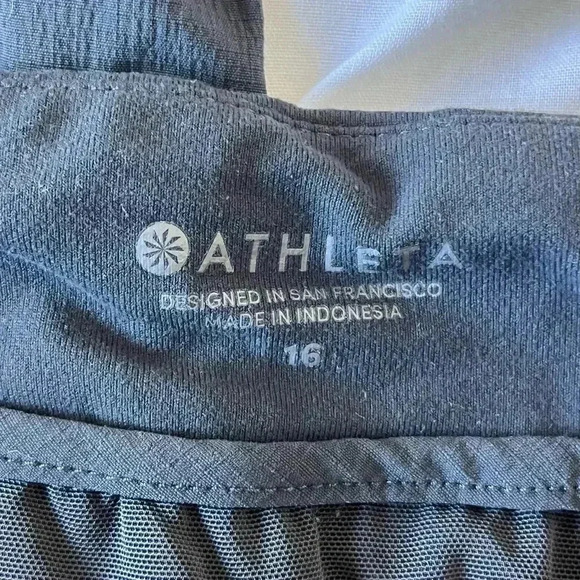 ATHLETA
DESIGNED IN SAN FRANCISCO
MADE IN INDONESIA
16